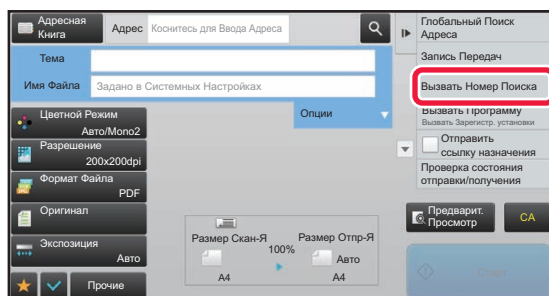 Адресная
Книга
Адрес
Коснитесь для Ввода Адреса
Тема
Имя Файла
Задано в Системных Настройках
Цветной Режим
Авто/Mono2
Опции
Разрешение
200x200dpi
Формат Файла
PDF
Оригинал
Экспозиция
Авто
Прочие
Размер Скан-Я
100%
Размер Отпр-Я
Авто
A4
A4
Глобальный Поиск
Адреса
Запись Передач
Вызвать Номер Поиска
Вызвать Программу
Вызвать Зарегистр. установки
Отправить
ссылку назначения
Проверка состояния
отправки/получения
Предварит.
Просмотр
CA
Старт